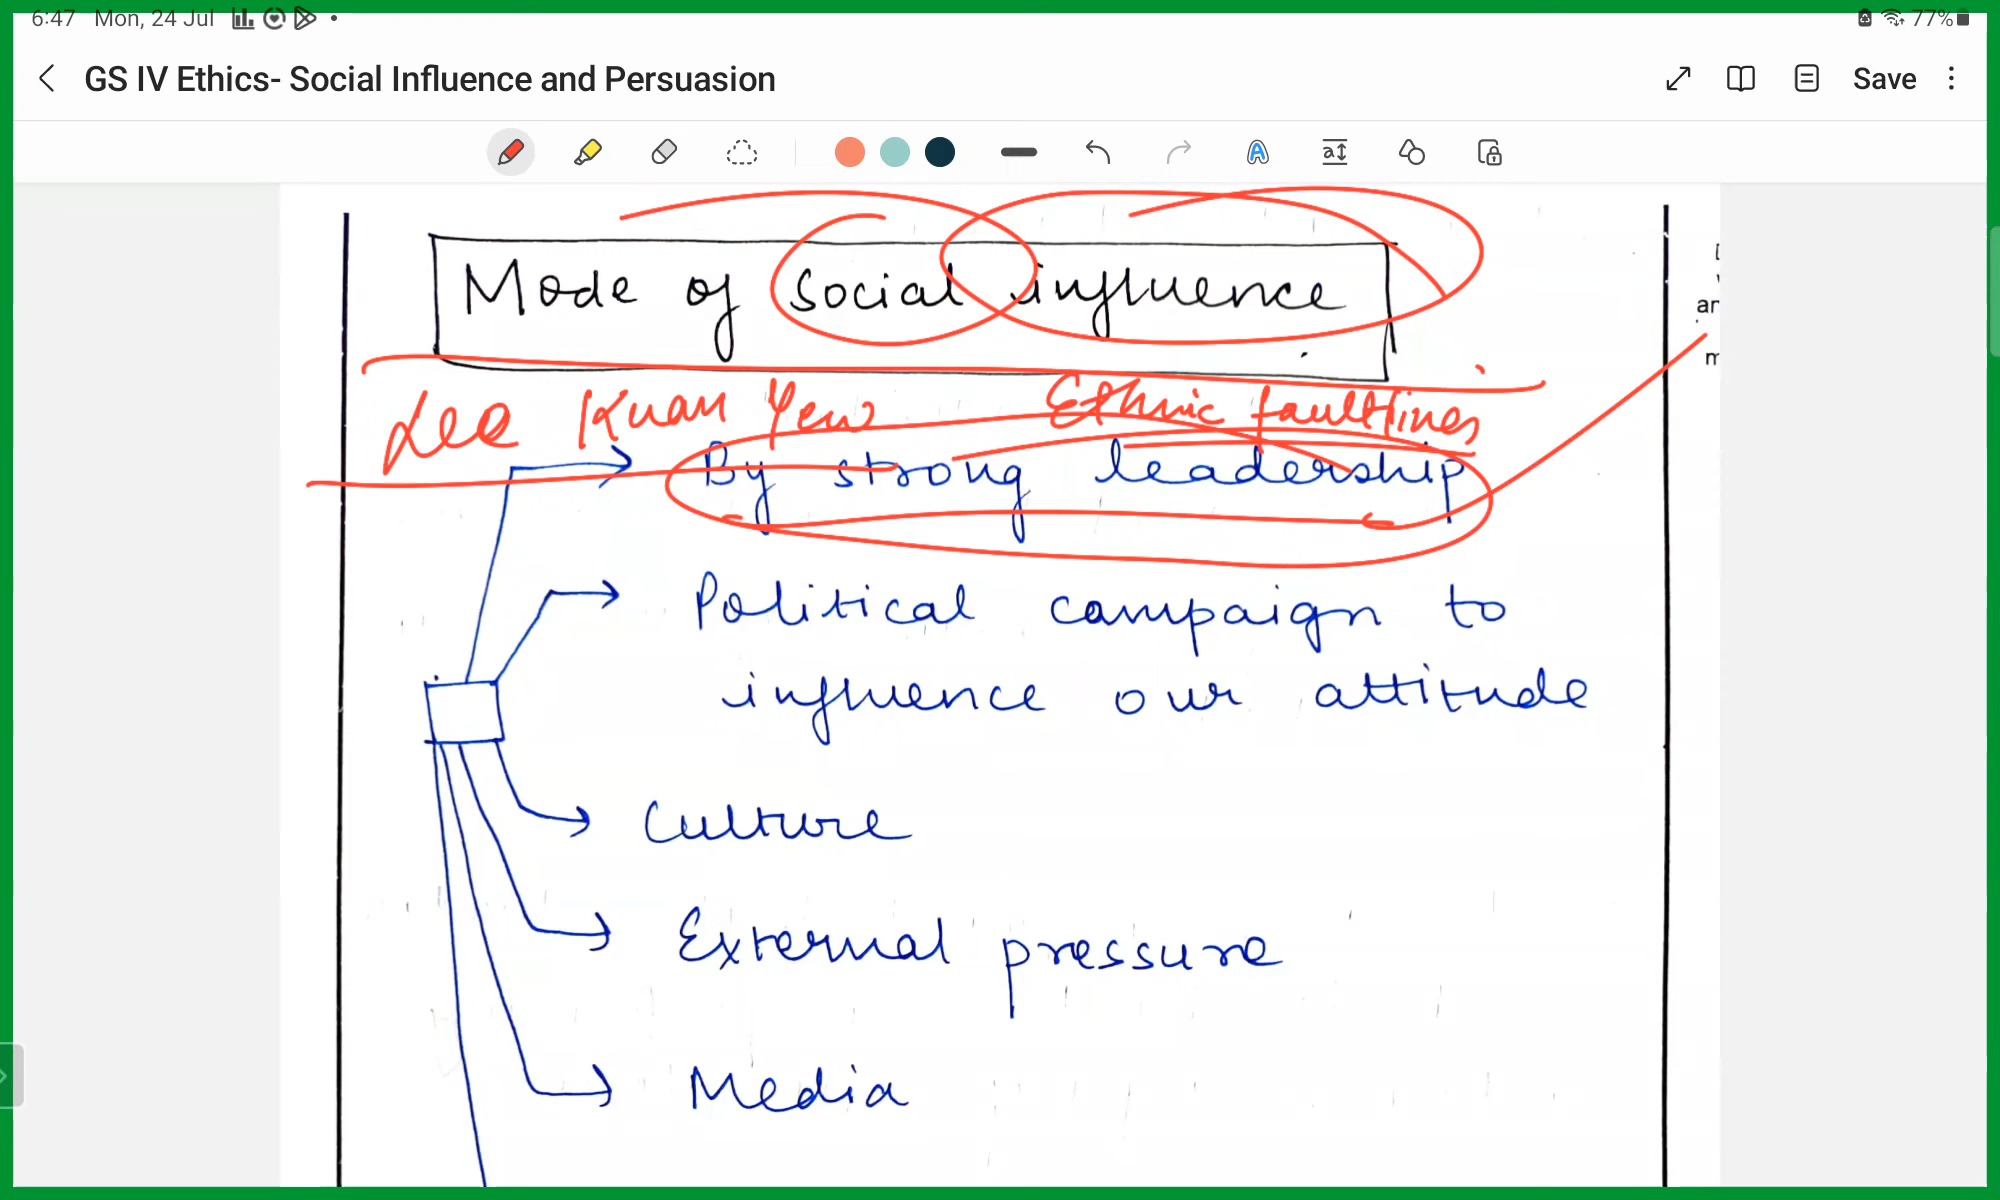 6:47 Mon, 24 Jul 77%
GS IV Ethics- Social Influence and Persuasion
Save
Mode of social influence
ar
m
Lee Kuan Yew Ethnic faultlines
By strong leadership
Political campaign to
influence our attitude
Culture
External pressure
Media